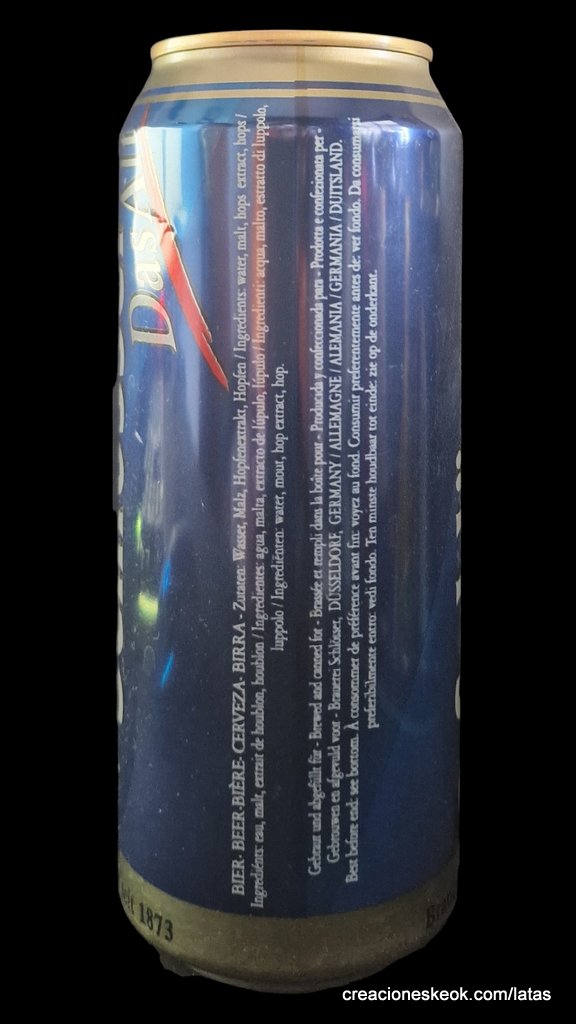 Das Al
BIER- BEER-BIÈRE-CERVEZA- BIRRA - Zutaten: Wasser, Malz, Hopfenextrakt, Hopfen / Ingredients: water, malt, hops extract, hops /
Ingrediénts: eau, malt, extrait de houblon, houblon / Ingredientes: agua, malta, extracto de lúpulo, lúpulo / Ingredienti: acqua, malto, estratto di luppolo,
luppolo / Ingrediënten: water, mout, hop extract, hop.
Gebraut und abgefüllt für - Brewed and canned for - Brassée et rempli dans la boîte pour - Producida y confeccionada para - Prodotta e confezionata per -
Gebrouwen en afgevuld voor - Brauerei Schlösser, DÜSSELDORF, GERMANY / ALLEMAGNE / ALEMANIA / GERMANIA / DUITSLAND.
Best before end: see bottom. À consommer de préférence avant fin: voyez au fond. Consumir preferentemente antes de: ver fondo. Da consumarsi
preferibilmente entro: vedi fondo. Ten minste houdbaar tot einde: zie op de onderkant.
eit 1873
Br
creacioneskeok.com/latas